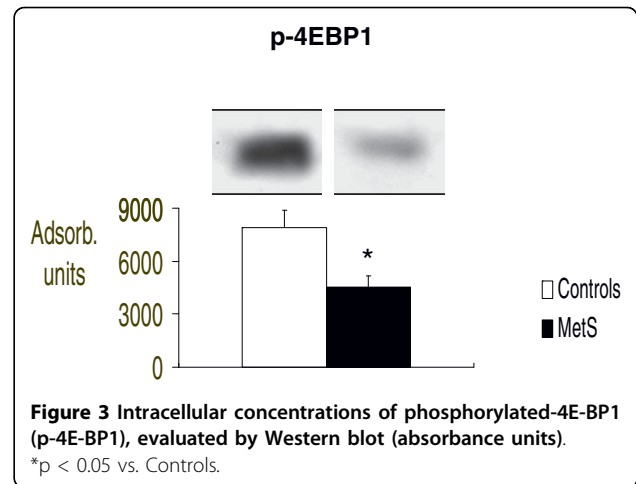 p-4EBP1
Adsorb.
units
9000
6000
3000
0
*
Controls
MetS
Figure 3 Intracellular concentrations of phosphorylated-4E-BP1
(p-4E-BP1), evaluated by Western blot (absorbance units).
*p < 0.05 vs. Controls.